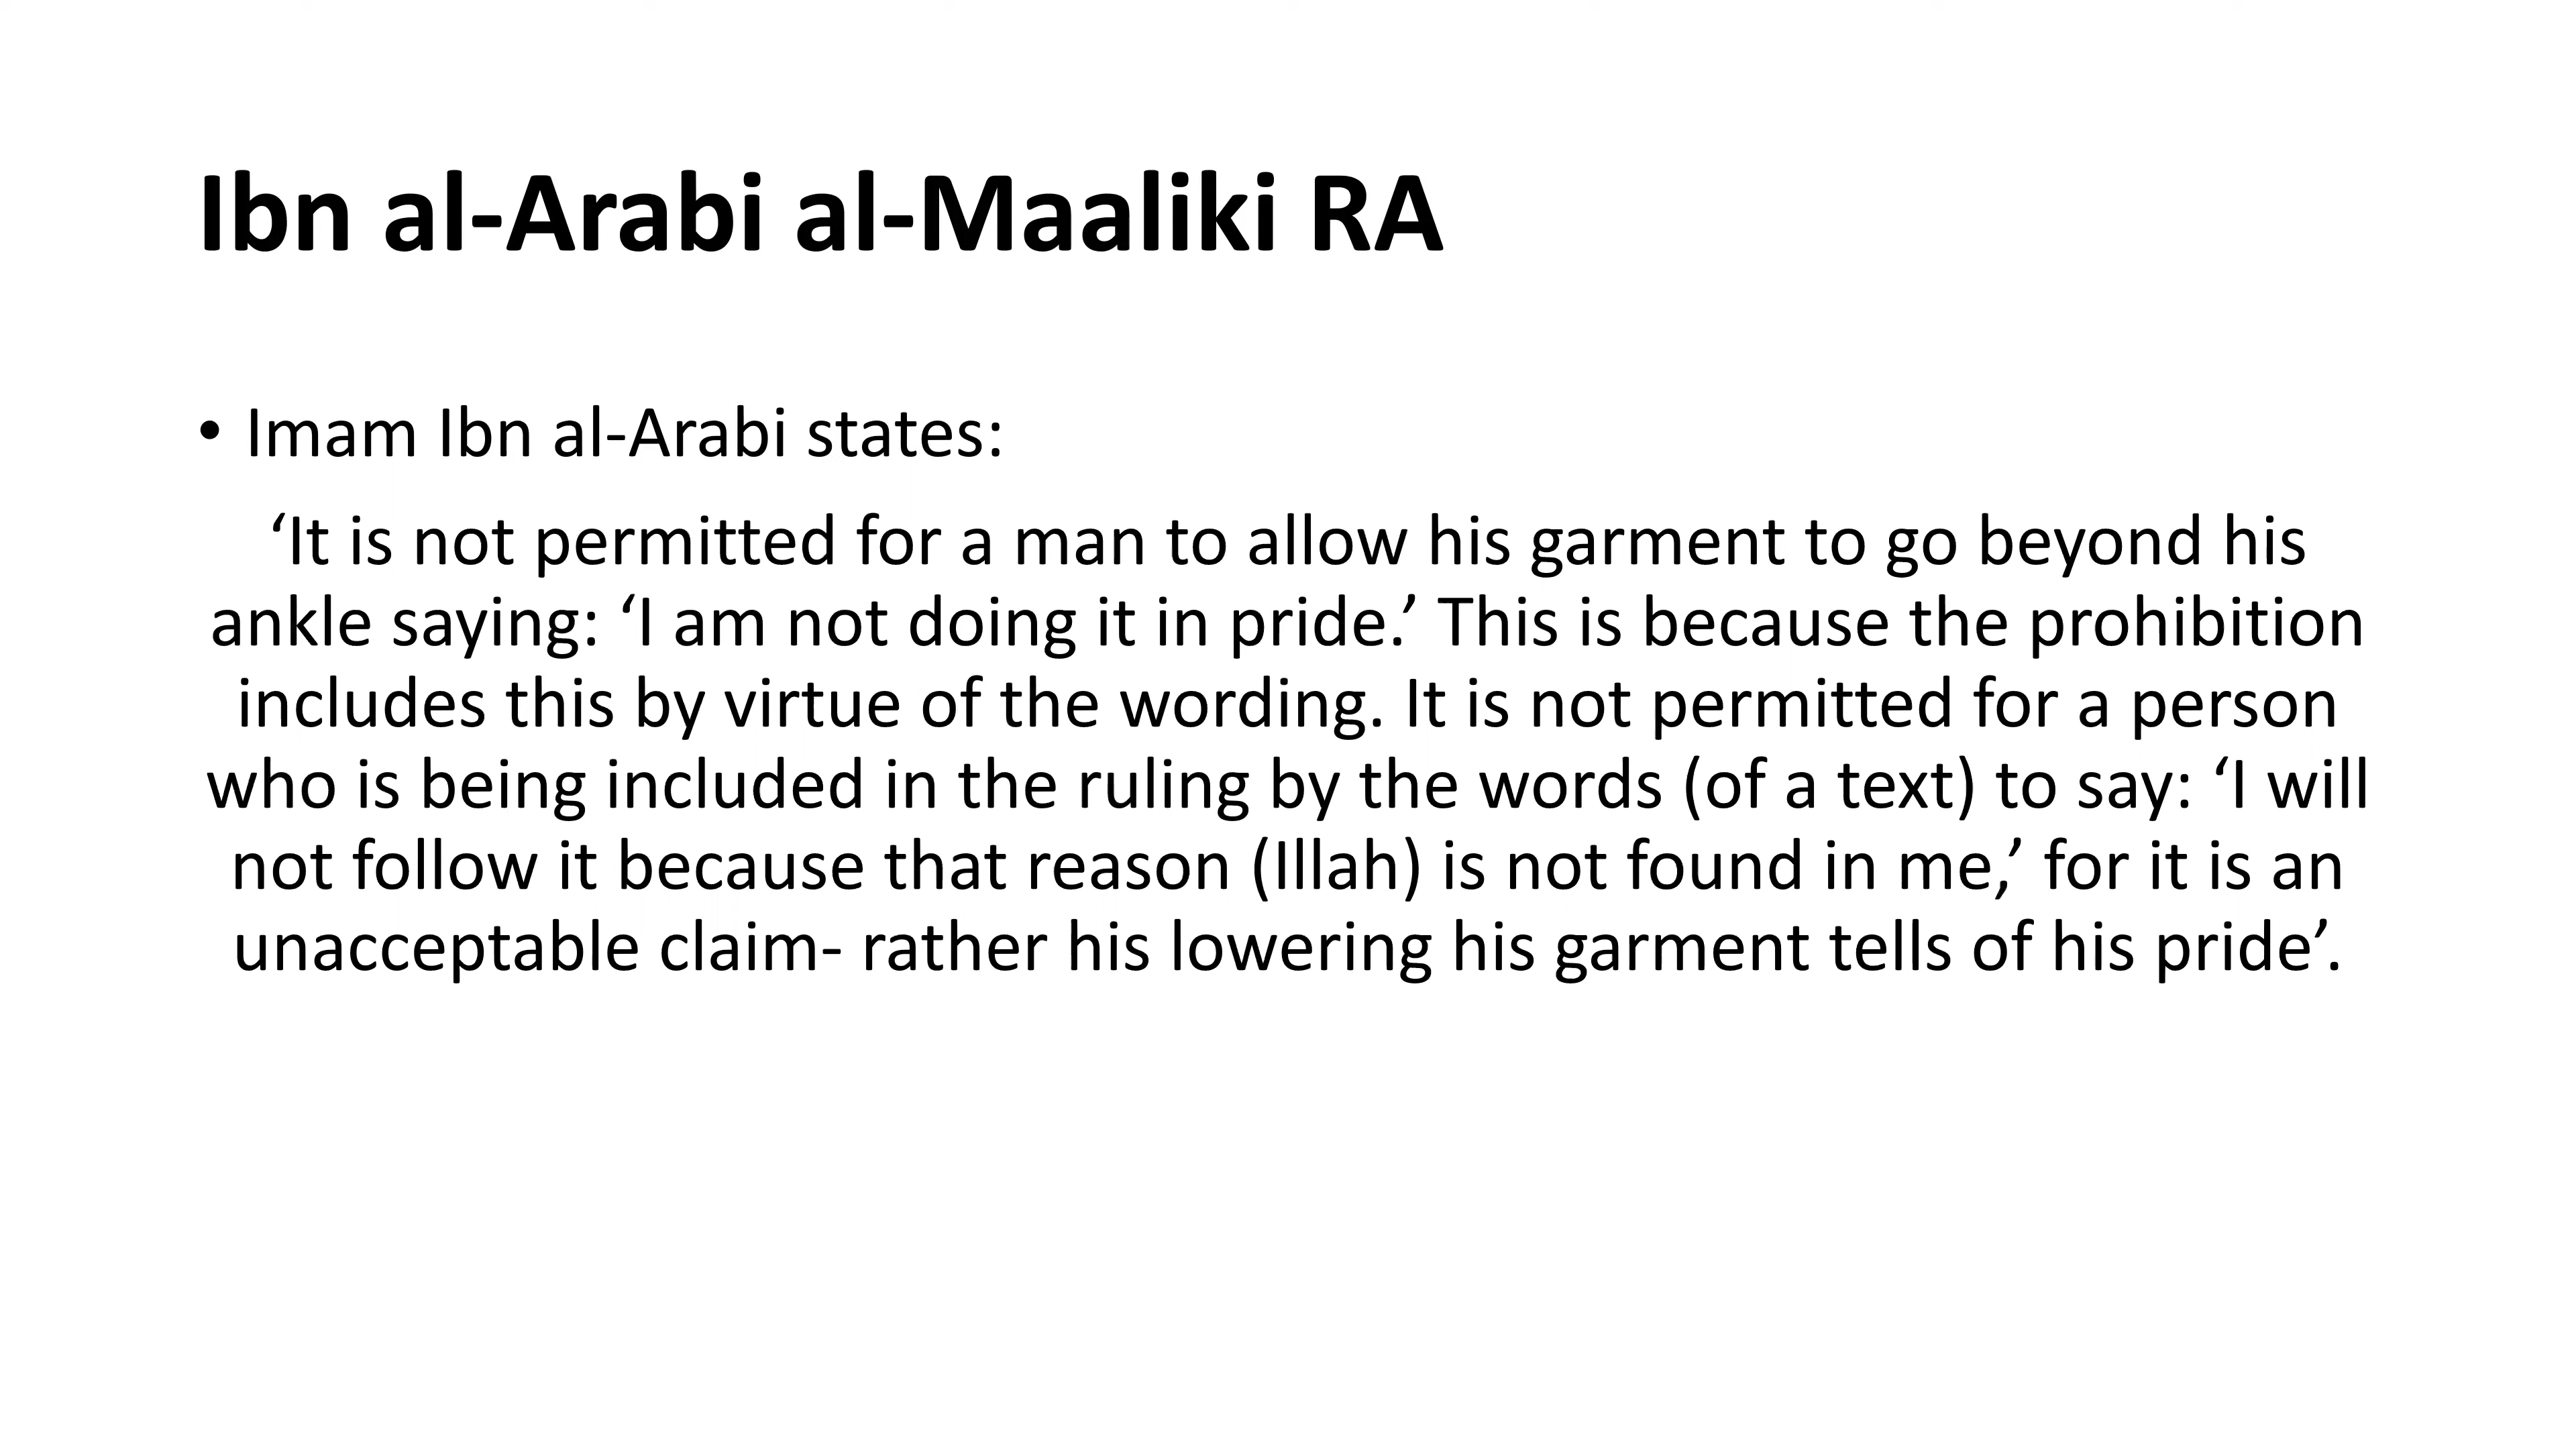 Ibn al-Arabi al-Maaliki RA
• Imam Ibn al-Arabi states:
‘It is not permitted for a man to allow his garment to go beyond his
ankle saying: ‘I am not doing it in pride.’ This is because the prohibition
includes this by virtue of the wording. It is not permitted for a person
who is being included in the ruling by the words (of a text) to say: ‘I will
not follow it because that reason (Illah) is not found in me,’ for it is an
unacceptable claim- rather his lowering his garment tells of his pride’.